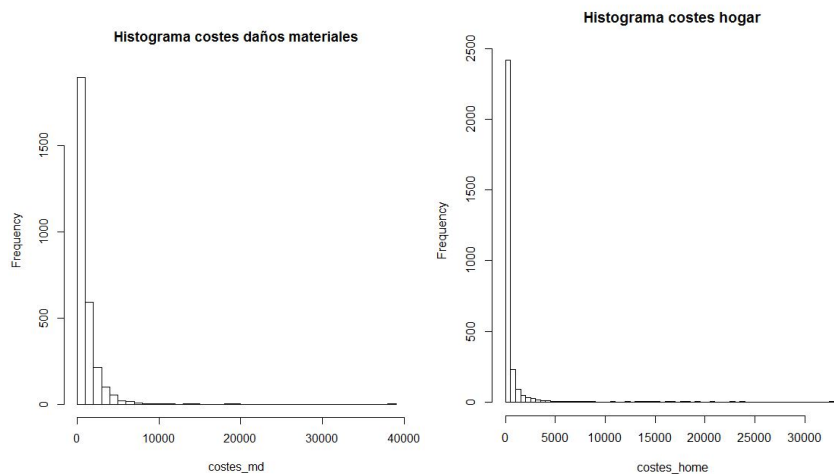 Histograma costes daños materiales
Frequency
1500
1000
500
0
0 10000 20000 30000 40000
costes_md
Histograma costes hogar
Frequency
2500
2000
1500
1000
500
0
0 5000 10000 15000 20000 25000 30000
costes_home